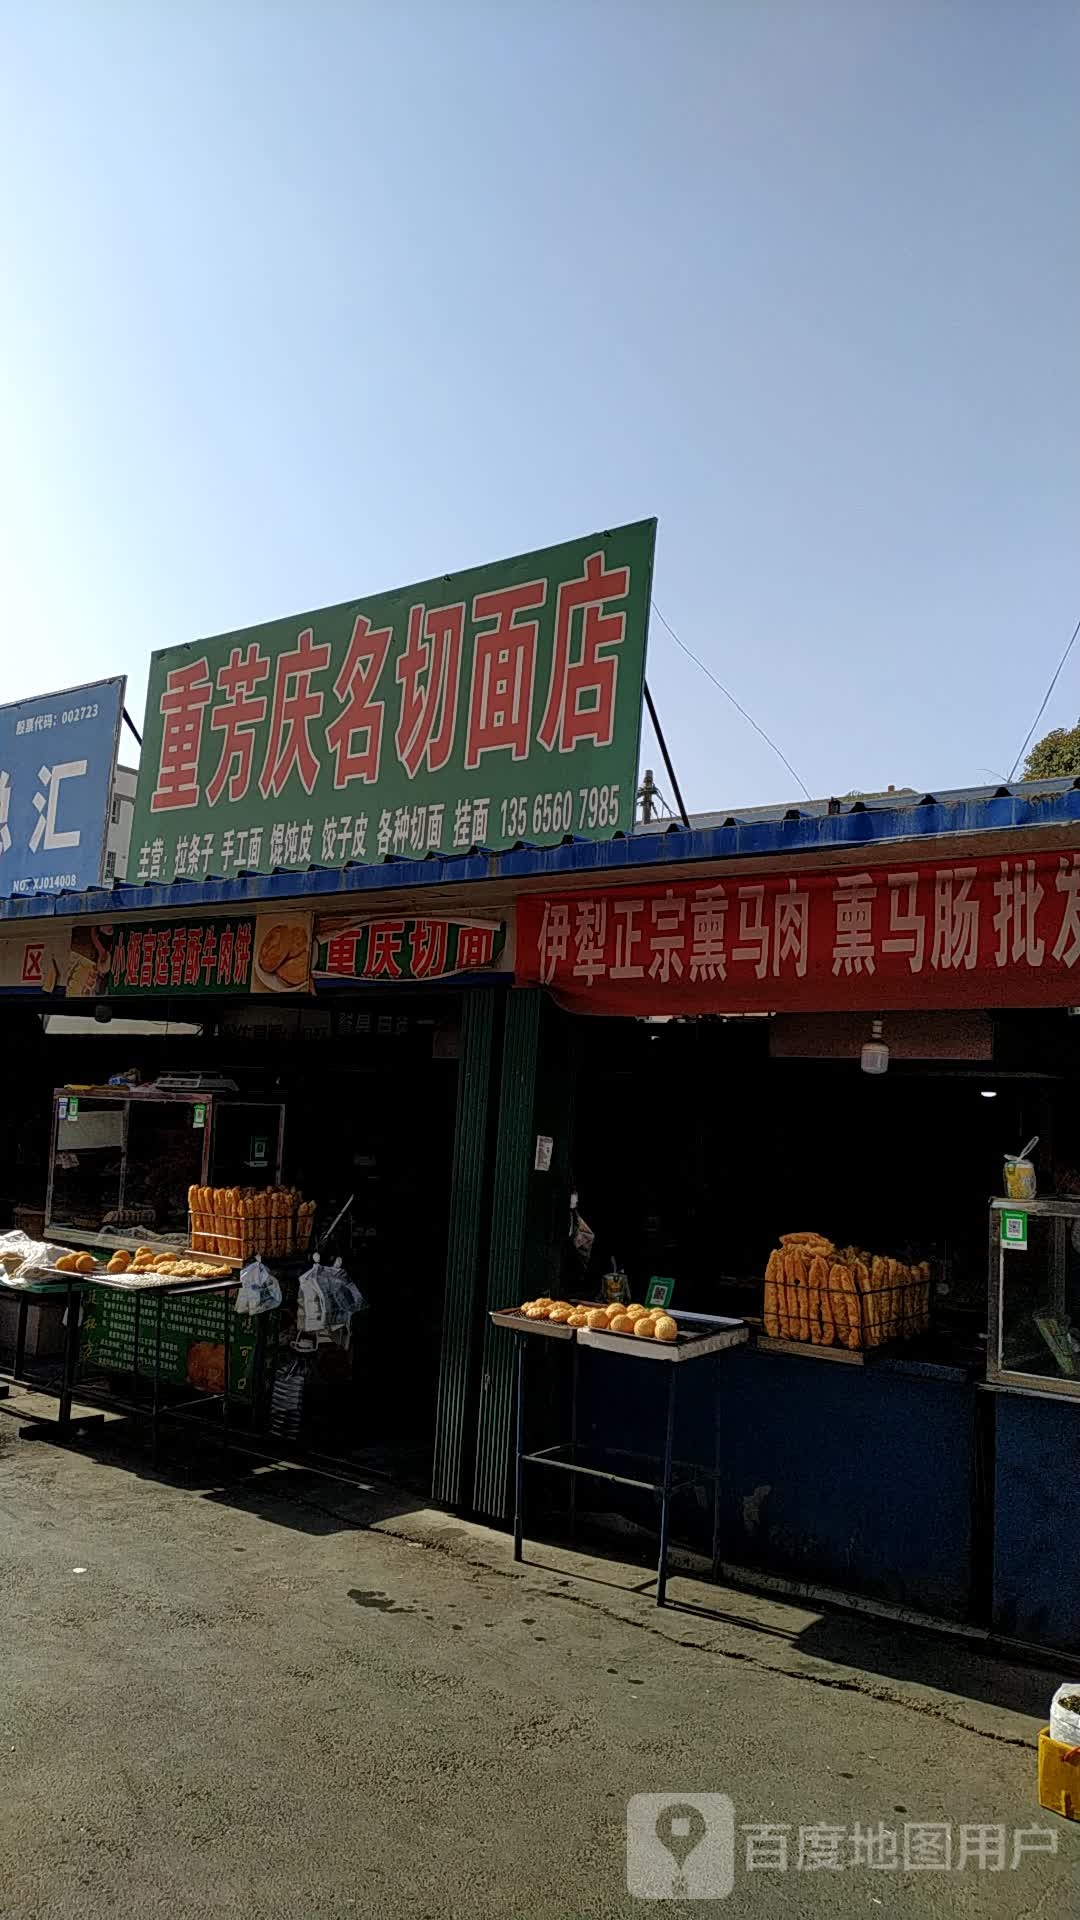 重芳庆名切面店
主营:拉条子 手工面 馄饨皮 饺子皮 各种切面 挂面 135 6560 7985
股票代码:002723
汇
NO: XJ014008
区
小姬宫廷香酥牛肉饼
重庆切面
伊犁正宗熏马肉 熏马肠 批发
百度地图用户